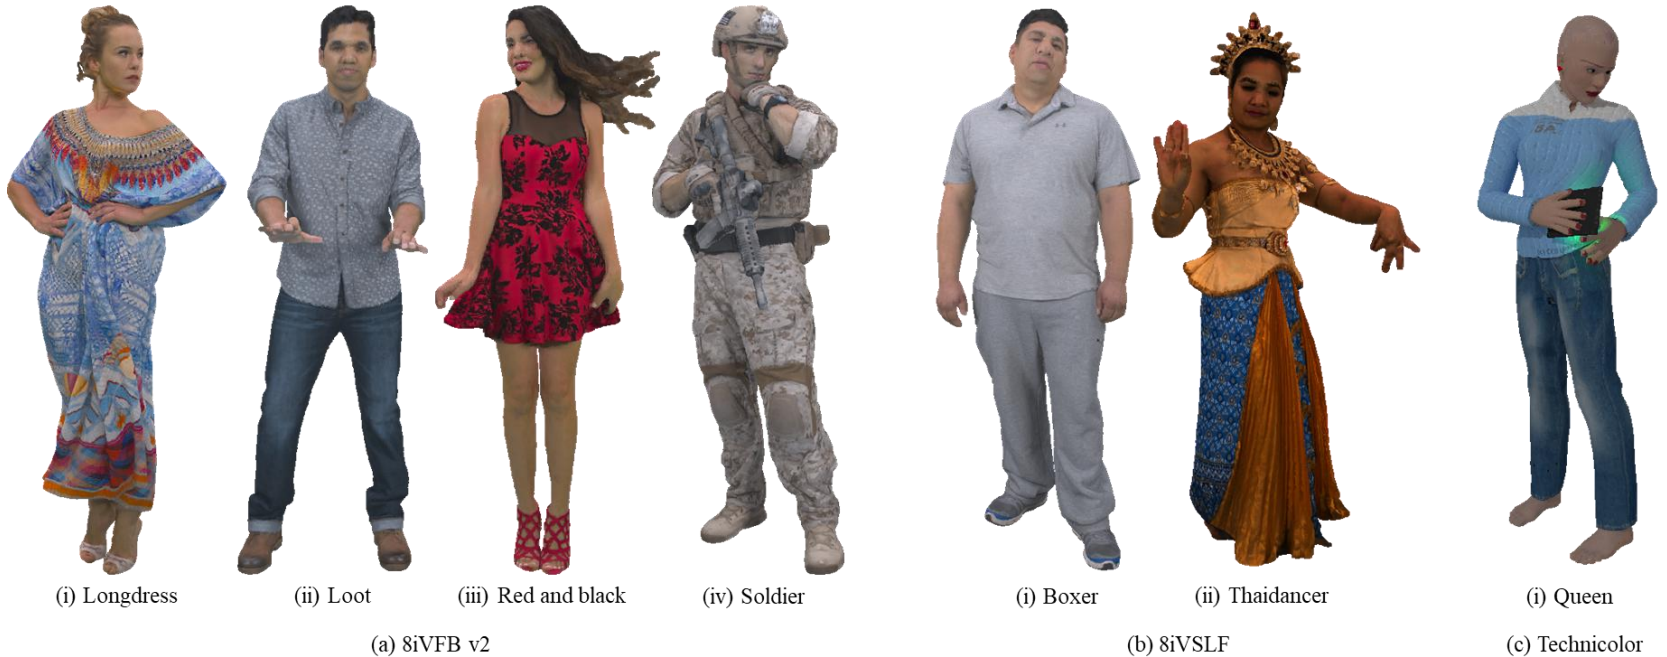 (i) Longdress
(ii) Loot
(iii) Red and black
(iv) Soldier
(i) Boxer
(ii) Thaidancer
(i) Queen
(a) 8iVFB v2
(b) 8iVSLF
(c) Technicolor